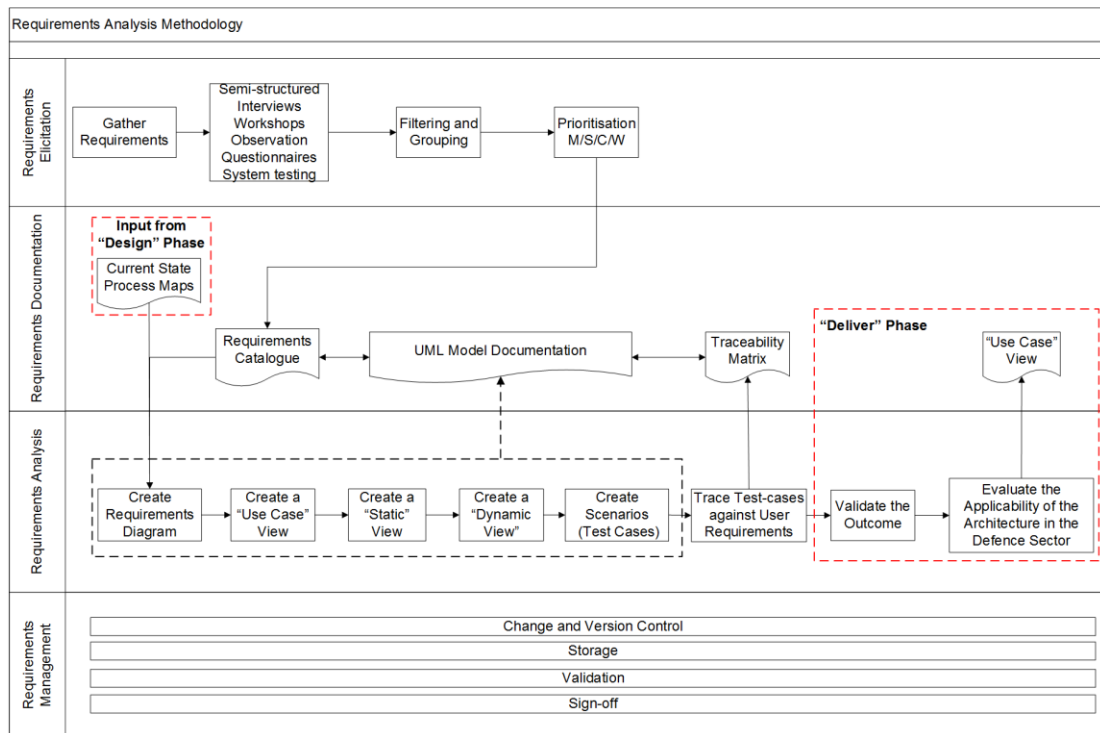 Requirements Analysis Methodology
Requirements
Elicitation
Gather
Requirements
Semi-structured
Interviews
Workshops
Observation
Questionnaires
System testing
Filtering and
Grouping
Prioritisation
M/S/C/W
Requirements Documentation
Input from
“Design” Phase
Current State
Process Maps
Requirements
Catalogue
UML Model Documentation
Traceability
Matrix
“Deliver” Phase
“Use Case”
View
Requirements Analysis
Create
Requirements
Diagram
Create a
“Use Case”
View
Create a
“Static”
View
Create a
“Dynamic
View”
Create
Scenarios
(Test Cases)
Trace Test-cases
against User
Requirements
Validate the
Outcome
Evaluate the
Applicability of the
Architecture in the
Defence Sector
Requirements
Management
Change and Version Control
Storage
Validation
Sign-off